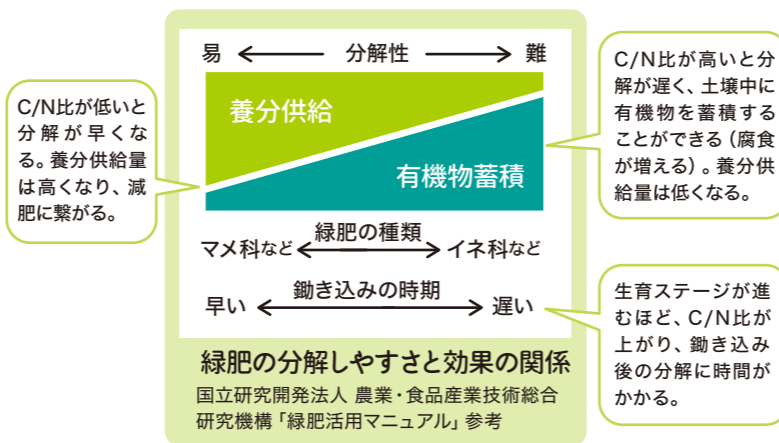 易 ← 分解性 → 難
養分供給
有機物蓄積
マメ科など ← 緑肥の種類 → イネ科など
早い ← 鋤き込みの時期 → 遅い
緑肥の分解しやすさと効果の関係
国立研究開発法人 農業・食品産業技術総合
研究機構「緑肥活用マニュアル」参考
C/N比が低いと
分解が早くな
る。養分供給量
は高くなり、減
肥に繋がる。
C/N比が高いと分
解が遅く、土壌中に
有機物を蓄積する
ことができる（腐食
が増える）。養分供
給量は低くなる。
生育ステージが進
むほど、C/N比が
上がり、鋤き込み
後の分解に時間が
かかる。